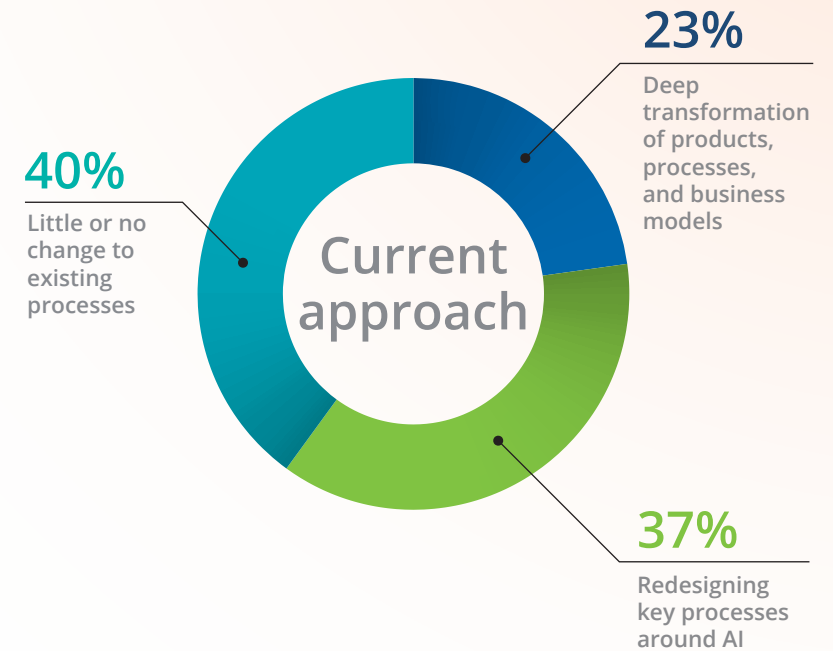 23%
Deep
transformation
of products,
processes,
and business
models
40%
Little or no
change to
existing
processes
Current
approach
37%
Redesigning
key processes
around AI